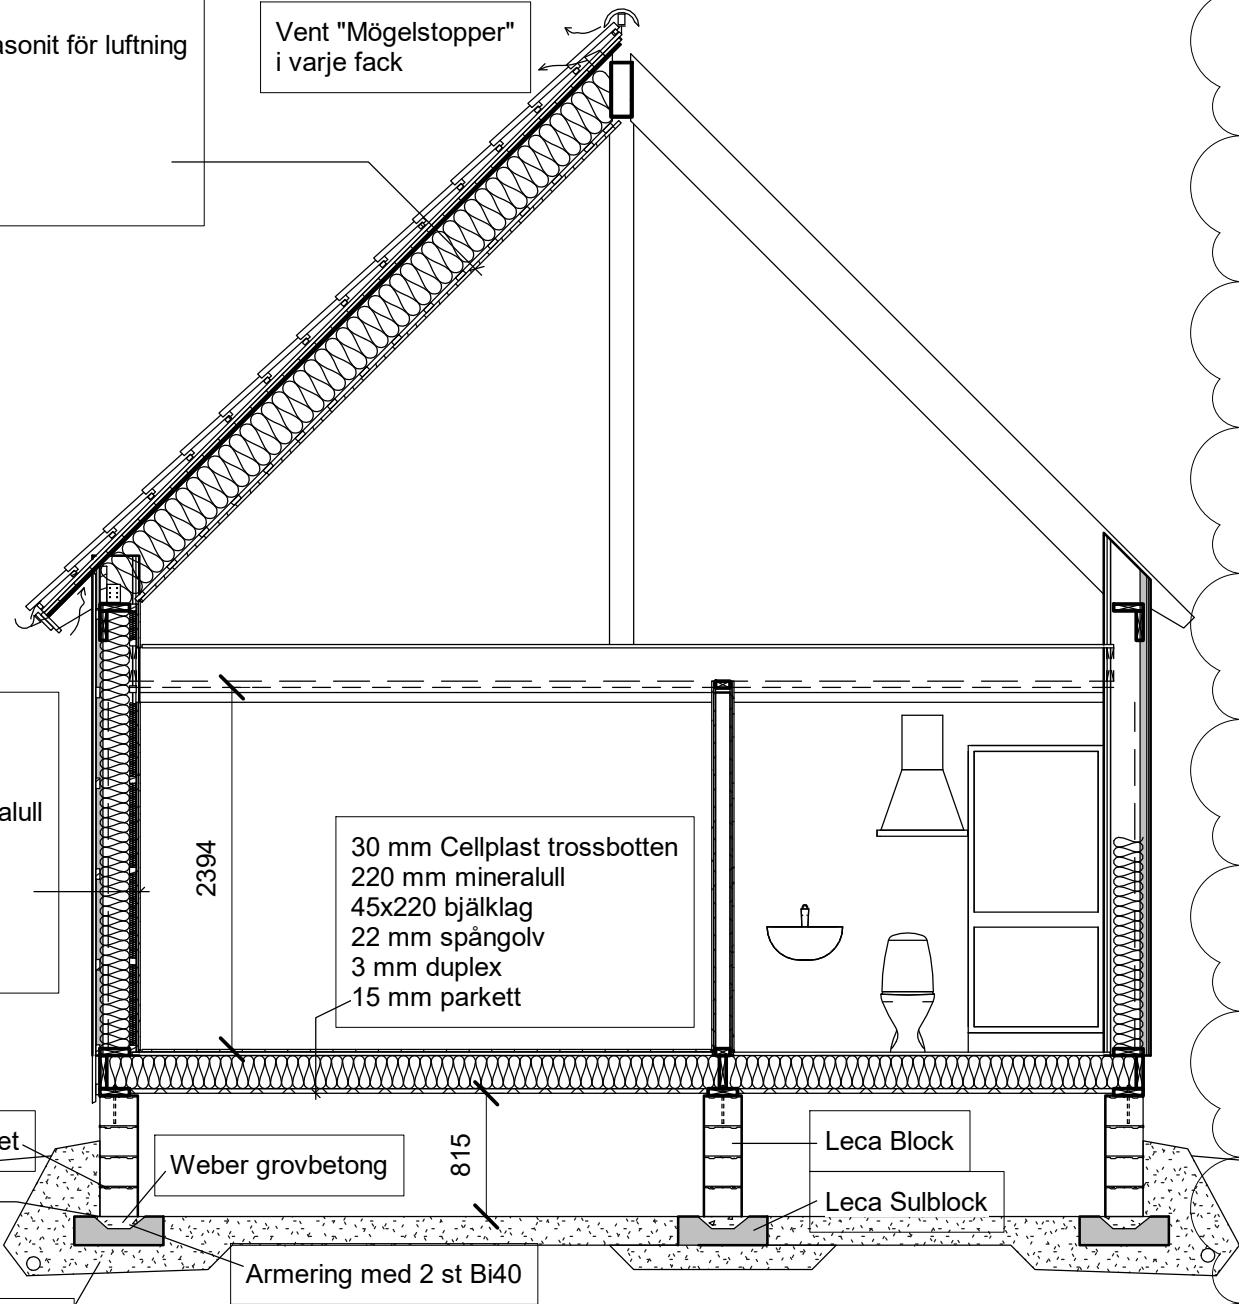 asonit för luftning
Vent "Mögelstopper"
i varje fack
alull
2394
30 mm Cellplast trossbotten
220 mm mineralull
45x220 bjälklag
22 mm spångolv
3 mm duplex
15 mm parkett
et
Weber grovbetong
815
Leca Block
Leca Sulblock
Armering med 2 st Bi40